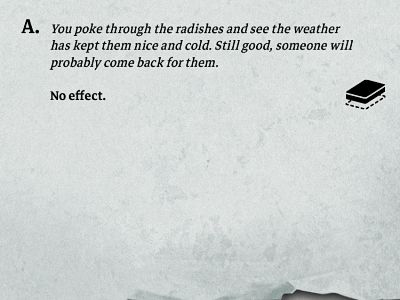 A. You poke through the radishes and see the weather
has kept them nice and cold. Still good, someone will
probably come back for them.
No effect.